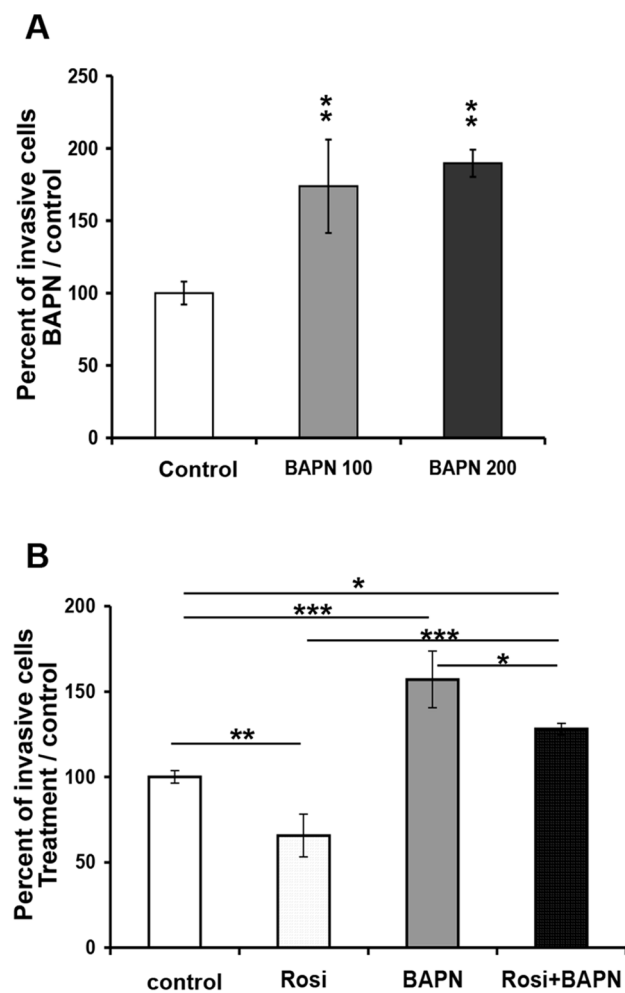 A
Percent of invasive cells
BAPN / control
250
200
150
100
50
0
*
*
*
*
Control BAPN 100 BAPN 200
B
Percent of invasive cells
Treatment / control
200
150
100
50
0
*
***
***
*
**
control Rosi BAPN Rosi+BAPN